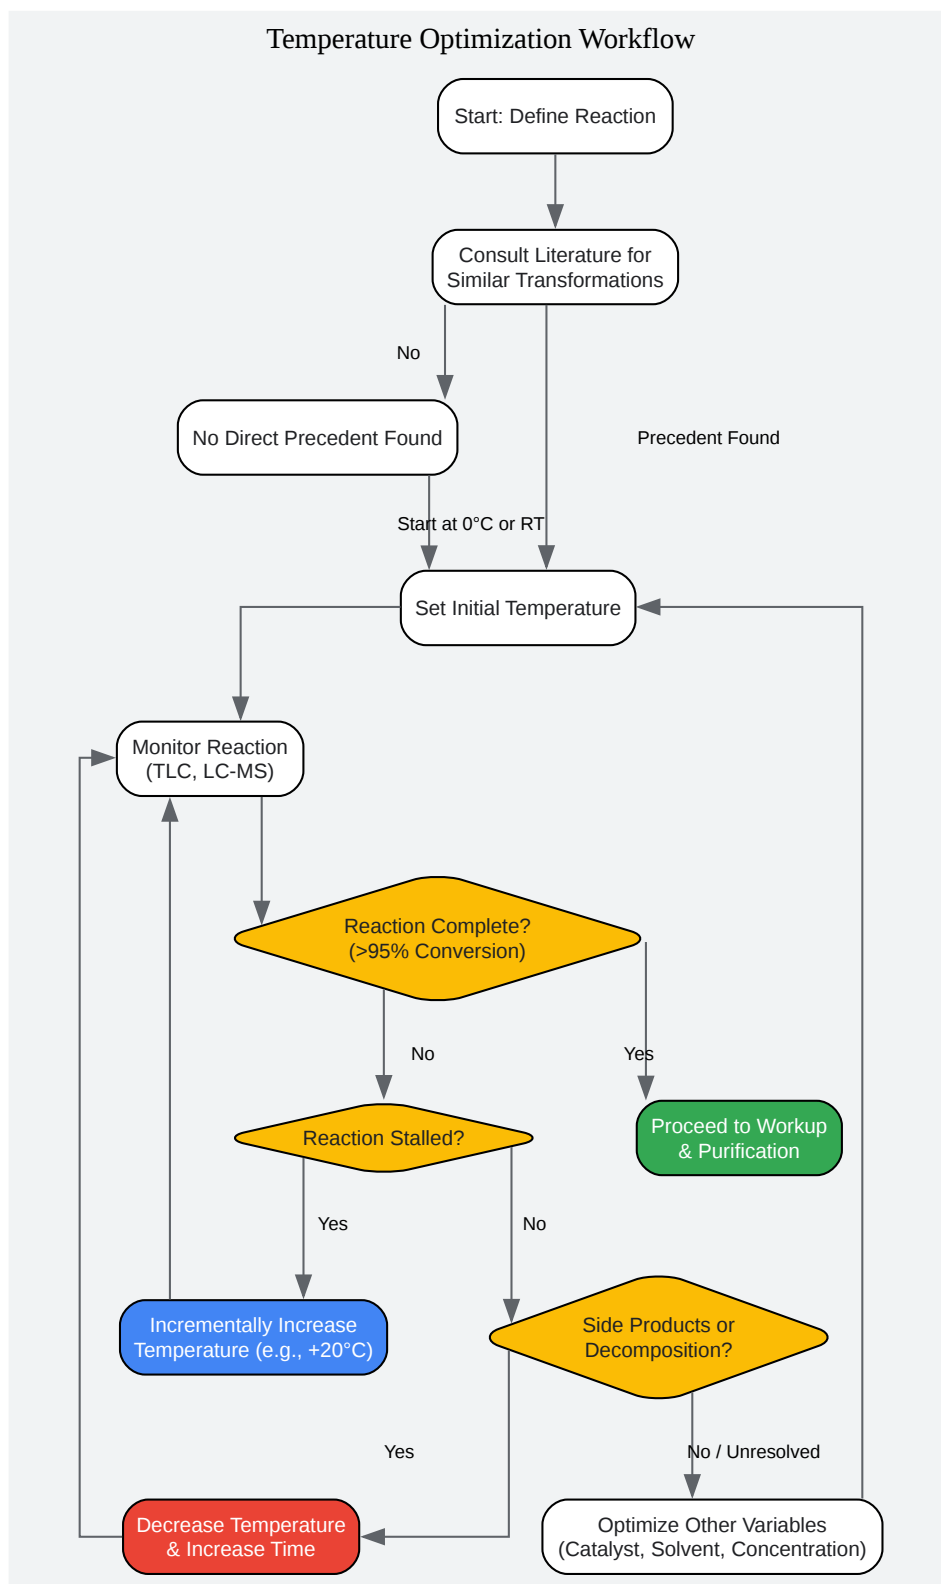 Temperature Optimization Workflow
Start: Define Reaction
Consult Literature for
Similar Transformations
No
No Direct Precedent Found
Precedent Found
Start at 0°C or RT
Set Initial Temperature
Monitor Reaction
(TLC, LC-MS)
Reaction Complete?
(>95% Conversion)
No
Yes
Reaction Stalled?
Proceed to Workup
& Purification
Yes
No
Incrementally Increase
Temperature (e.g., +20°C)
Side Products or
Decomposition?
Yes
No / Unresolved
Decrease Temperature
& Increase Time
Optimize Other Variables
(Catalyst, Solvent, Concentration)